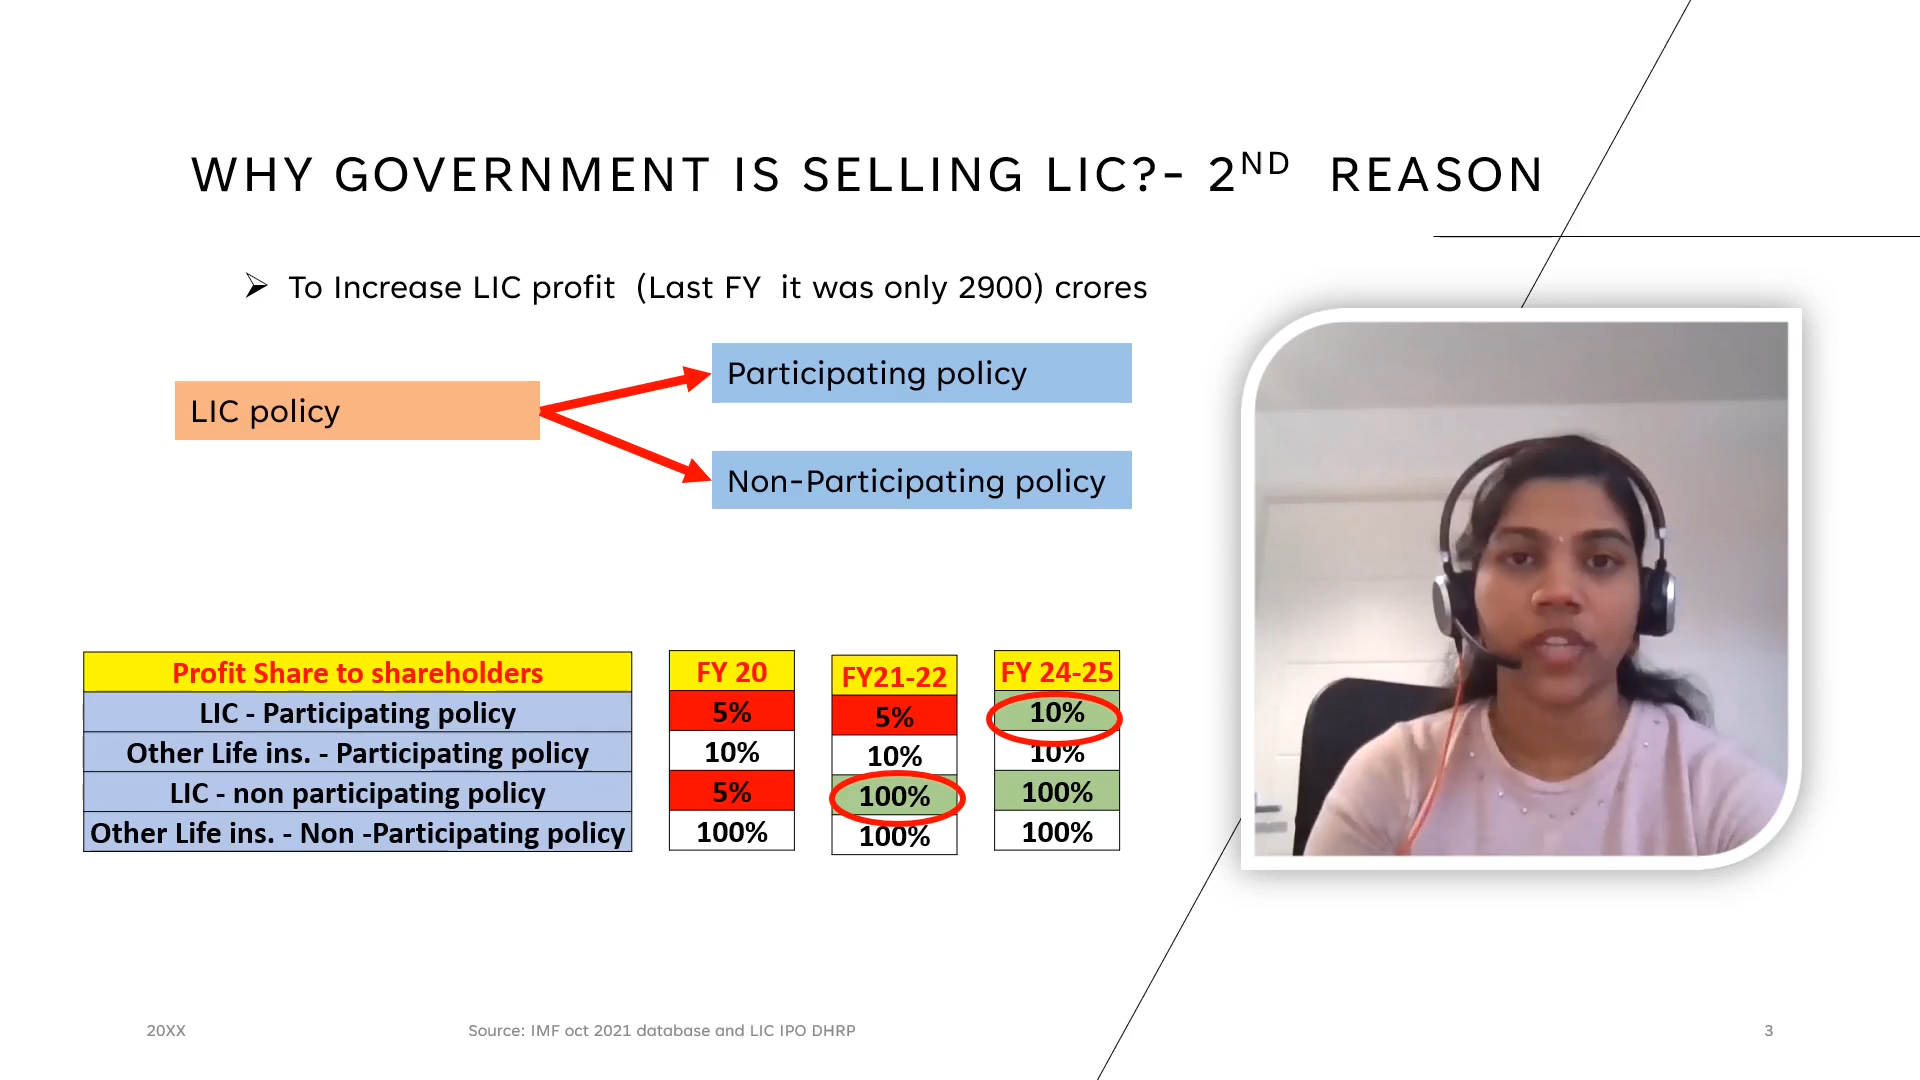 WHY GOVERNMENT IS SELLING LIC?- 2ND REASON
➢ To Increase LIC profit (Last FY it was only 2900) crores
LIC policy
Participating policy
Non-Participating policy
Profit Share to shareholders FY 20 FY21-22 FY 24-25
LIC - Participating policy 5% 5% 10%
Other Life ins. - Participating policy 10% 10% 10%
LIC - non participating policy 5% 100% 100%
Other Life ins. - Non -Participating policy 100% 100% 100%
20XX Source: IMF oct 2021 database and LIC IPO DHRP 3